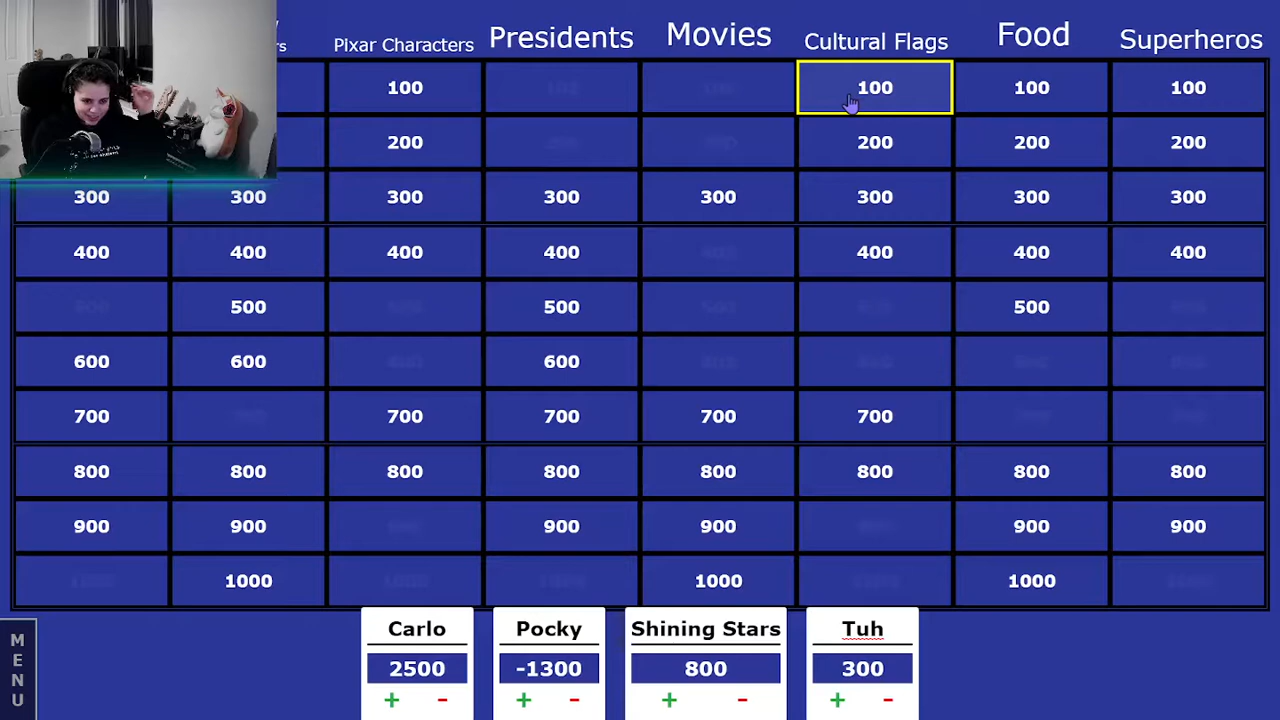 Pixar Characters Presidents Movies Cultural Flags Food Superheros
100 100 100 100
200 200 200 200
300 300 300 300 300 300 300 300
400 400 400 400 400 400 400
500 500 500
600 600 600
700 700 700 700 700
800 800 800 800 800 800 800 800
900 900 900 900 900 900
1000 1000 1000
Carlo Pocky Shining Stars Tuh
2500 -1300 800 300
+ - + - + - + -
MENU